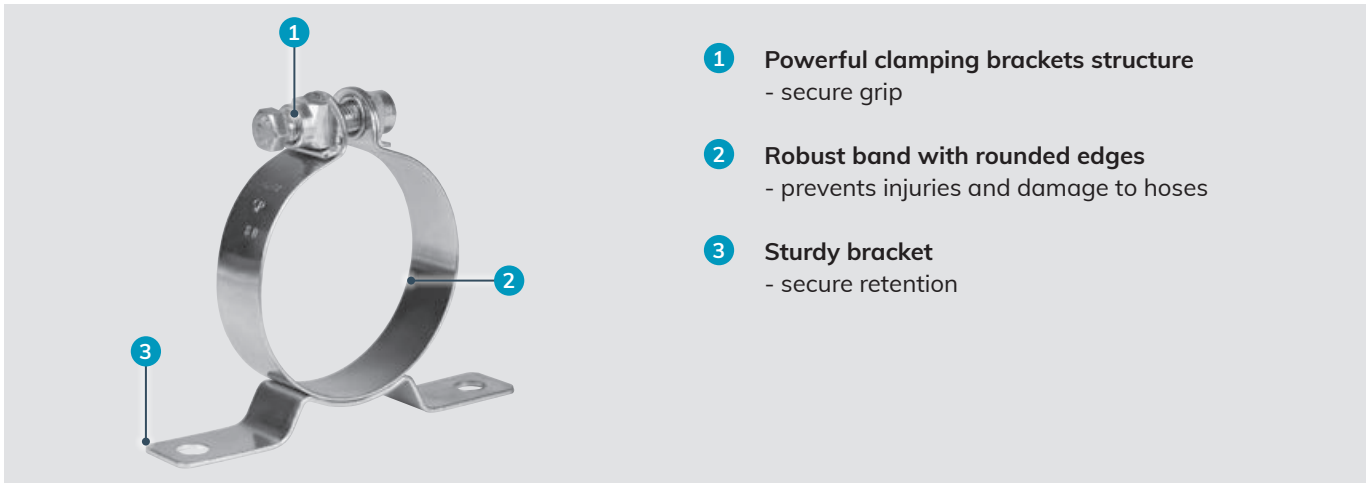 1
2
3
1 Powerful clamping brackets structure
- secure grip
2 Robust band with rounded edges
- prevents injuries and damage to hoses
3 Sturdy bracket
- secure retention